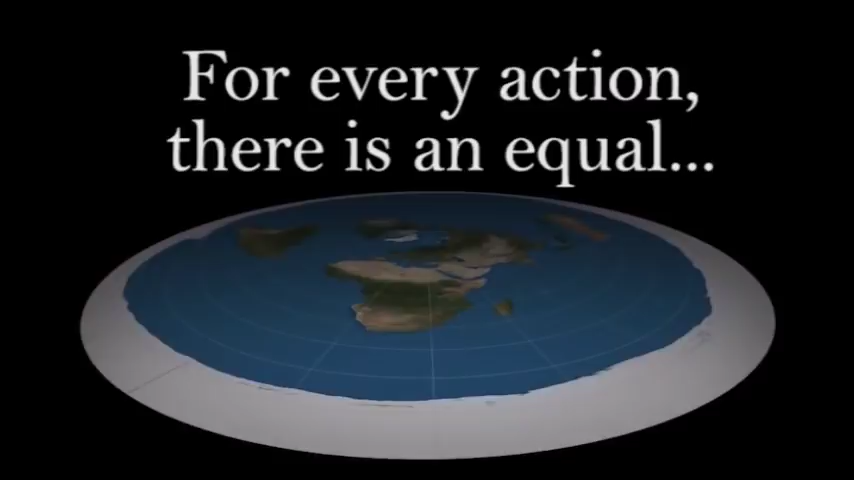 For every action,
there is an equal...